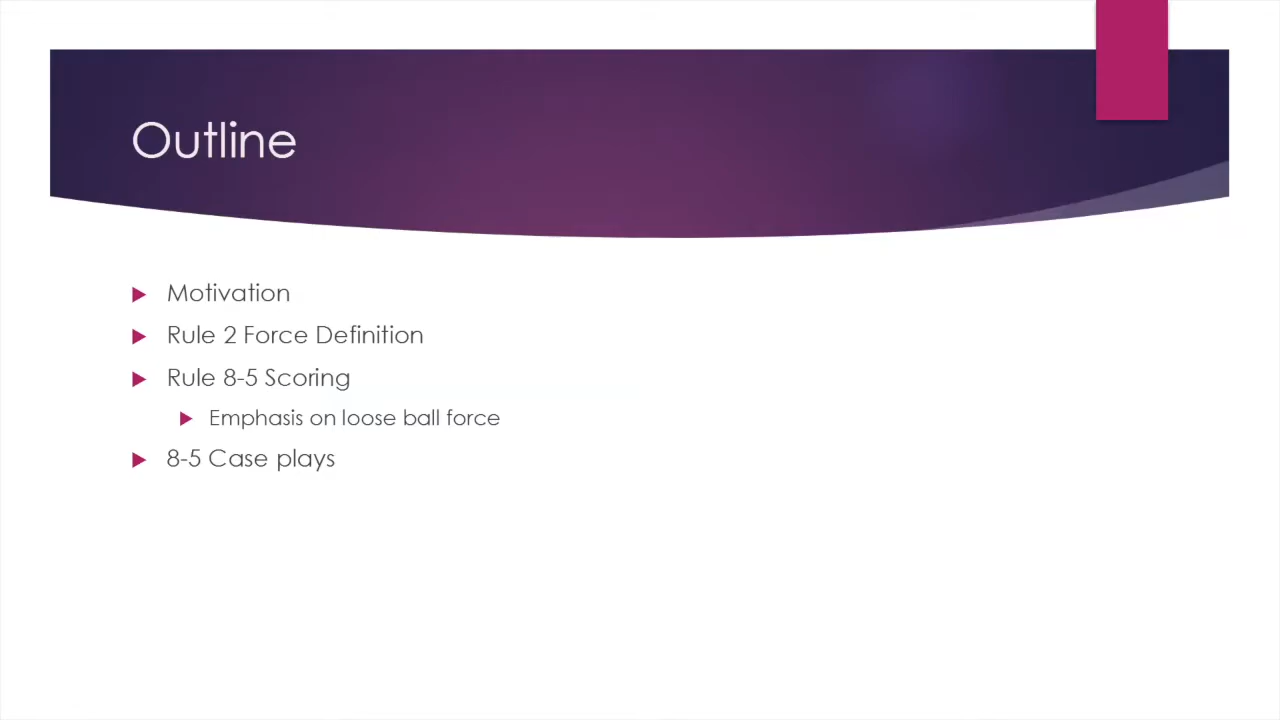 Outline
Motivation
Rule 2 Force Definition
Rule 8-5 Scoring
Emphasis on loose ball force
8-5 Case plays